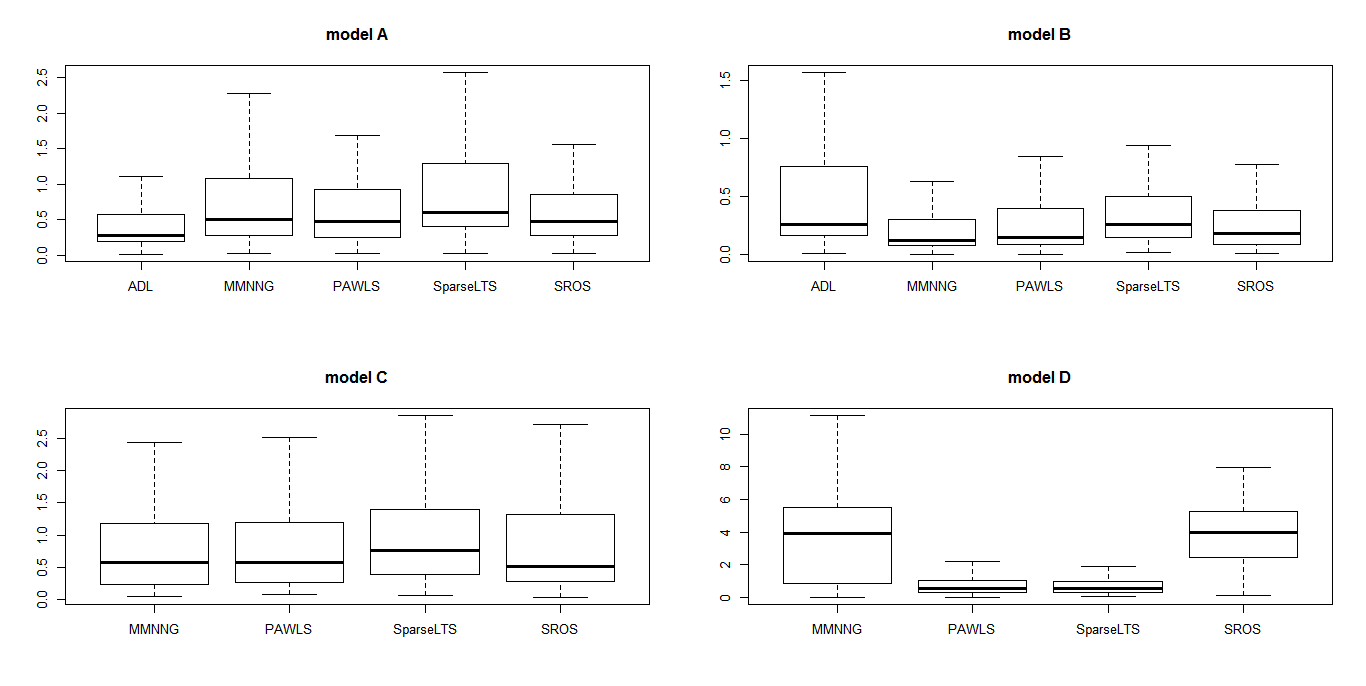 model A
2.5
2.0
1.5
1.0
0.5
0.0
ADL MMNNG PAWLS SparseLTS SROS
model B
1.5
1.0
0.5
0.0
ADL MMNNG PAWLS SparseLTS SROS
model C
2.5
2.0
1.5
1.0
0.5
0.0
MMNNG PAWLS SparseLTS SROS
model D
10
8
6
4
2
0
MMNNG PAWLS SparseLTS SROS